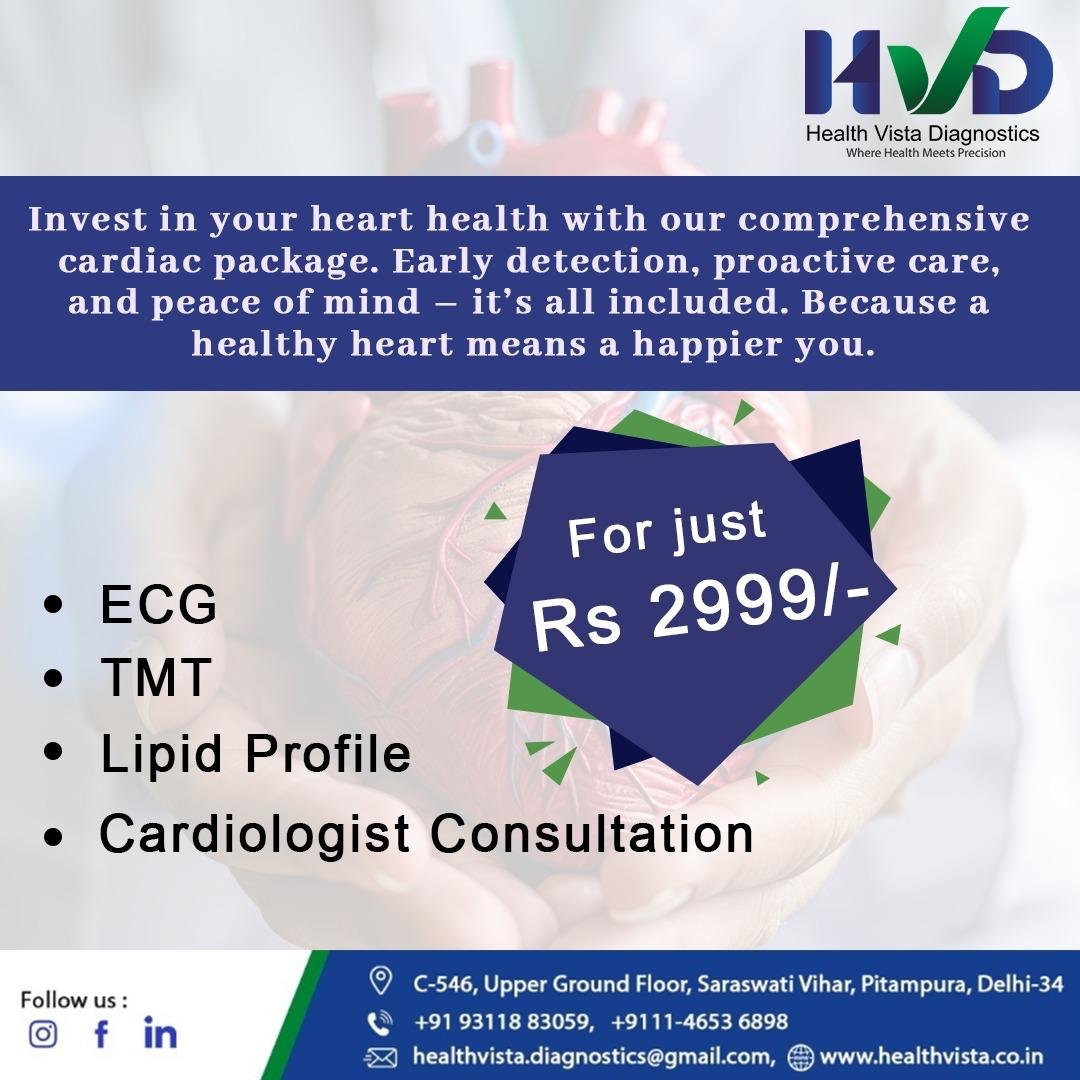 HVD
Health Vista Diagnostics
Where Health Meets Precision
Invest in your heart health with our comprehensive
cardiac package. Early detection, proactive care,
and peace of mind – it’s all included. Because a
healthy heart means a happier you.
For just
Rs 2999/-
• ECG
• TMT
• Lipid Profile
• Cardiologist Consultation
Follow us :
C-546, Upper Ground Floor, Saraswati Vihar, Pitampura, Delhi-34
+91 93118 83059, +9111-4653 6898
healthvista.diagnostics@gmail.com, www.healthvista.co.in